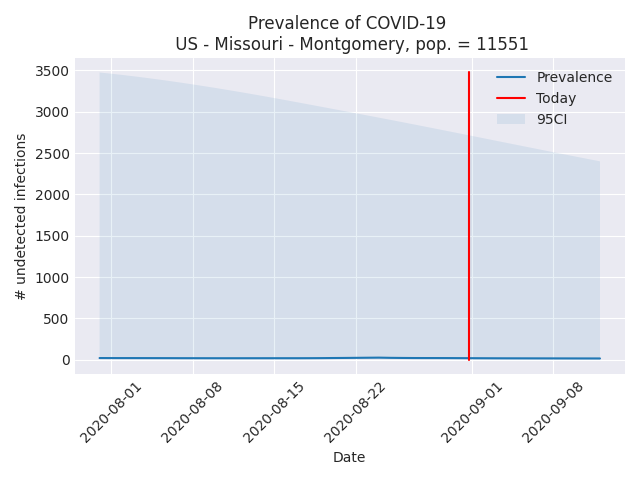 Prevalence of COVID-19
US - Missouri - Montgomery, pop. = 11551
3500
3000
2500
2000
1500
1000
500
0
# undetected infections
Prevalence
Today
95CI
2020-08-01
2020-08-08
2020-08-15
2020-08-22
2020-09-01
2020-09-08
Date